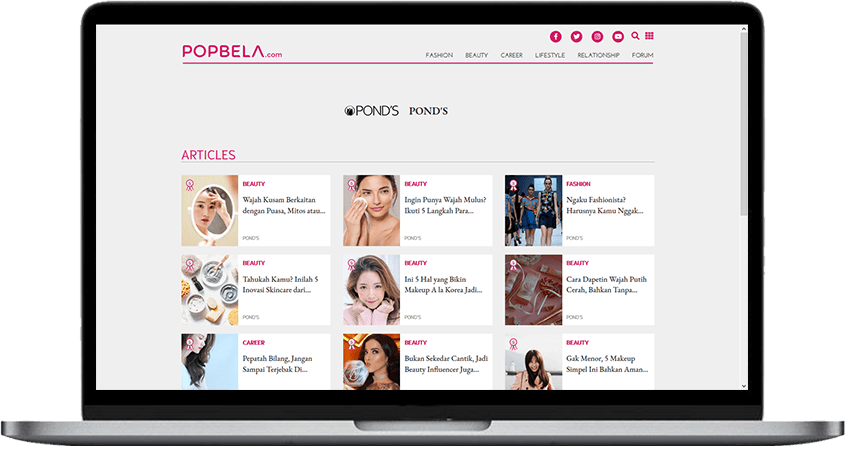 POPBELA.com
FASHION BEAUTY CAREER LIFESTYLE RELATIONSHIP FORUM
POND'S POND'S
ARTICLES
BEAUTY
Wajah Kusam Berkaitan
dengan Puasa, Mitos atau...
POND'S
BEAUTY
Ingin Punya Wajah Mulus?
Ikuti 5 Langkah Para...
POND'S
FASHION
Ngaku Fashionista?
Harusnya Kamu Nggak...
POND'S
BEAUTY
Tahukah Kamu? Inilah 5
Inovasi Skincare dari...
POND'S
BEAUTY
Ini 5 Hal yang Bikin
Makeup A la Korea Jadi...
POND'S
BEAUTY
Cara Dapetin Wajah Putih
Cerah, Bahkan Tanpa...
POND'S
CAREER
Pepatah Bilang, Jangan
Sampai Terjebak Di...
BEAUTY
Bukan Sekedar Cantik, Jadi
Beauty Influencer Juga...
BEAUTY
Gak Menor, 5 Makeup
Simpel Ini Bahkan Aman...